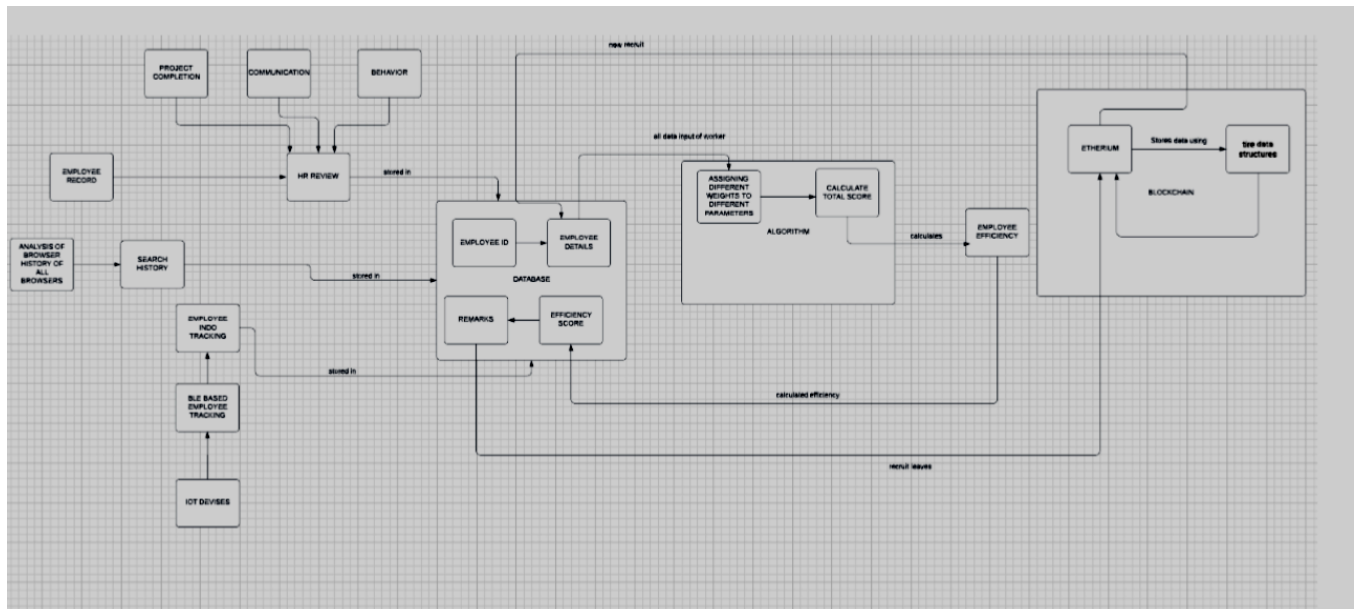 new recruit
PROJECT
COMPLETION
COMMUNICATION
BEHAVIOR
all data input of worker
ETHERIUM
Stores data using
tire data
structures
EMPLOYEE
RECORD
HR REVIEW
stored in
ASSIGNING
DIFFERENT
WEIGHTS TO
DIFFERENT
PARAMETERS
CALCULATE
TOTAL SCORE
BLOCKCHAIN
ALGORITHM
calculates
EMPLOYEE
EFFICIENCY
ANALYSIS OF
BROWSER
HISTORY OF
ALL
BROWSERS
SEARCH
HISTORY
stored in
EMPLOYEE ID
EMPLOYEE
DETAILS
DATABASE
REMARKS
EFFICIENCY
SCORE
EMPLOYEE
INDO
TRACKING
stored in
BLE BASED
EMPLOYEE
TRACKING
calculated efficiency
recruit leaves
IOT DEVISES